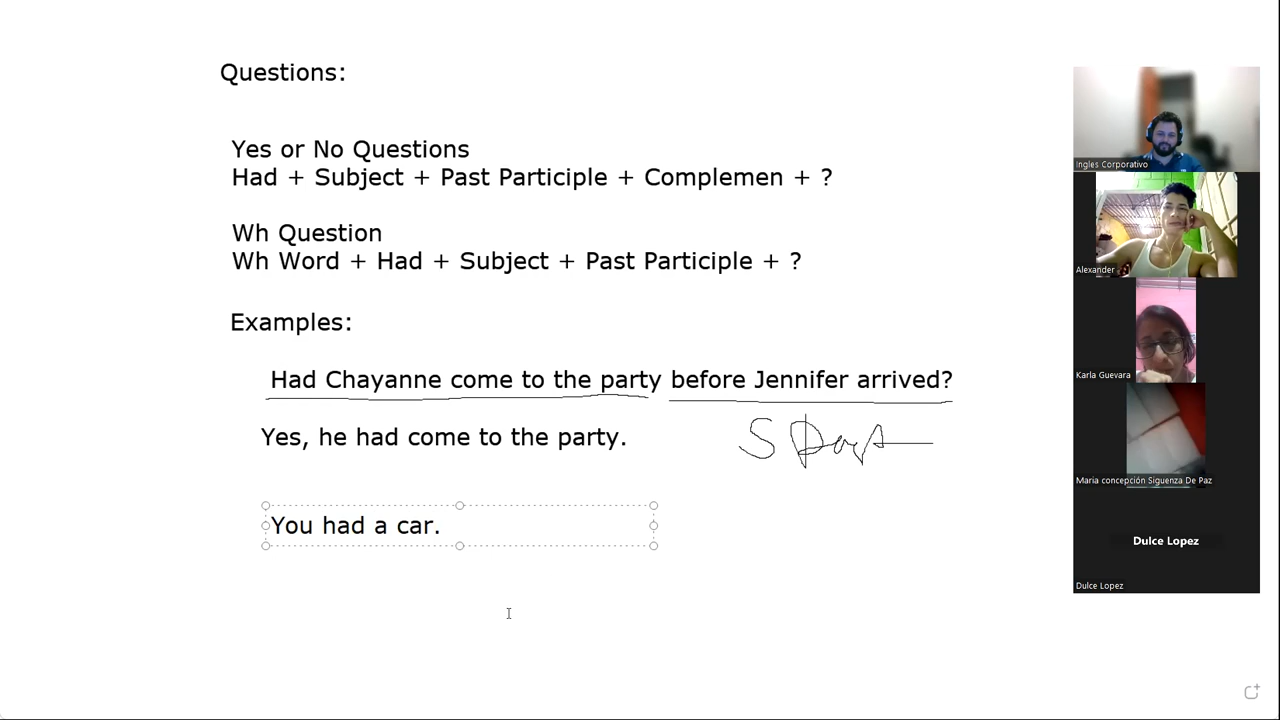 Questions:
Yes or No Questions
Had + Subject + Past Participle + Complemen + ?
Wh Question
Wh Word + Had + Subject + Past Participle + ?
Examples:
Had Chayanne come to the party before Jennifer arrived?
Yes, he had come to the party.
You had a car.
Ingles Corporativo
Alexander
Karla Guevara
Maria concepción Siguenza De Paz
Dulce Lopez
Dulce Lopez